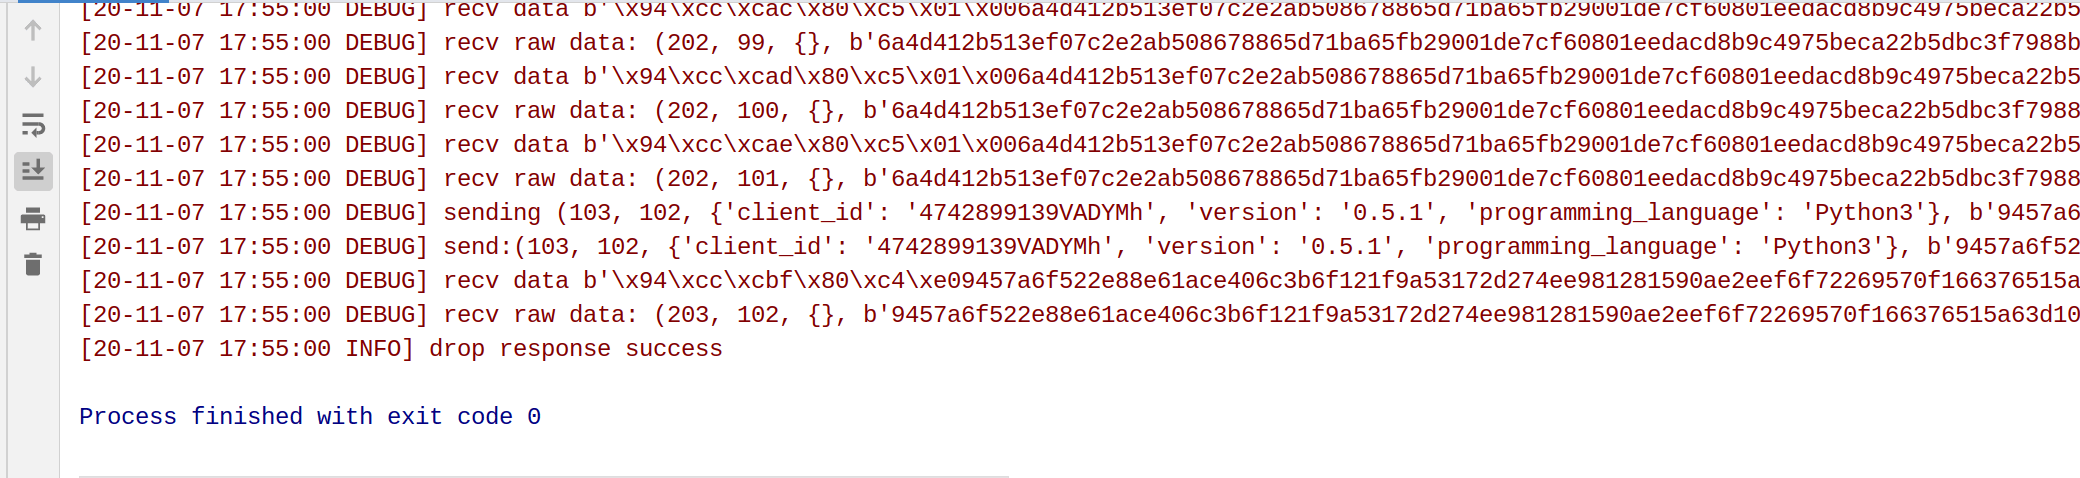 [20-11-07 17:55:00 DEBUG] recv data b'\x94\xcc\xcac\x80\xc5\x01\x006a4d412b513ef07c2e2ab508678865d71ba65fb29001de7cf60801eedacd8b9c4975beca22b5
[20-11-07 17:55:00 DEBUG] recv raw data: (202, 99, {}, b'6a4d412b513ef07c2e2ab508678865d71ba65fb29001de7cf60801eedacd8b9c4975beca22b5dbc3f7988b
[20-11-07 17:55:00 DEBUG] recv data b'\x94\xcc\xcad\x80\xc5\x01\x006a4d412b513ef07c2e2ab508678865d71ba65fb29001de7cf60801eedacd8b9c4975beca22b5
[20-11-07 17:55:00 DEBUG] recv raw data: (202, 100, {}, b'6a4d412b513ef07c2e2ab508678865d71ba65fb29001de7cf60801eedacd8b9c4975beca22b5dbc3f7988
[20-11-07 17:55:00 DEBUG] recv data b'\x94\xcc\xcae\x80\xc5\x01\x006a4d412b513ef07c2e2ab508678865d71ba65fb29001de7cf60801eedacd8b9c4975beca22b5
[20-11-07 17:55:00 DEBUG] recv raw data: (202, 101, {}, b'6a4d412b513ef07c2e2ab508678865d71ba65fb29001de7cf60801eedacd8b9c4975beca22b5dbc3f7988
[20-11-07 17:55:00 DEBUG] sending (103, 102, {'client_id': '4742899139VADYMh', 'version': '0.5.1', 'programming_language': 'Python3'}, b'9457a6
[20-11-07 17:55:00 DEBUG] send:(103, 102, {'client_id': '4742899139VADYMh', 'version': '0.5.1', 'programming_language': 'Python3'}, b'9457a6f52
[20-11-07 17:55:00 DEBUG] recv data b'\x94\xcc\xcbf\x80\xc4\xe09457a6f522e88e61ace406c3b6f121f9a53172d274ee981281590ae2eef6f72269570f166376515a
[20-11-07 17:55:00 DEBUG] recv raw data: (203, 102, {}, b'9457a6f522e88e61ace406c3b6f121f9a53172d274ee981281590ae2eef6f72269570f166376515a63d10
[20-11-07 17:55:00 INFO] drop response success
Process finished with exit code 0